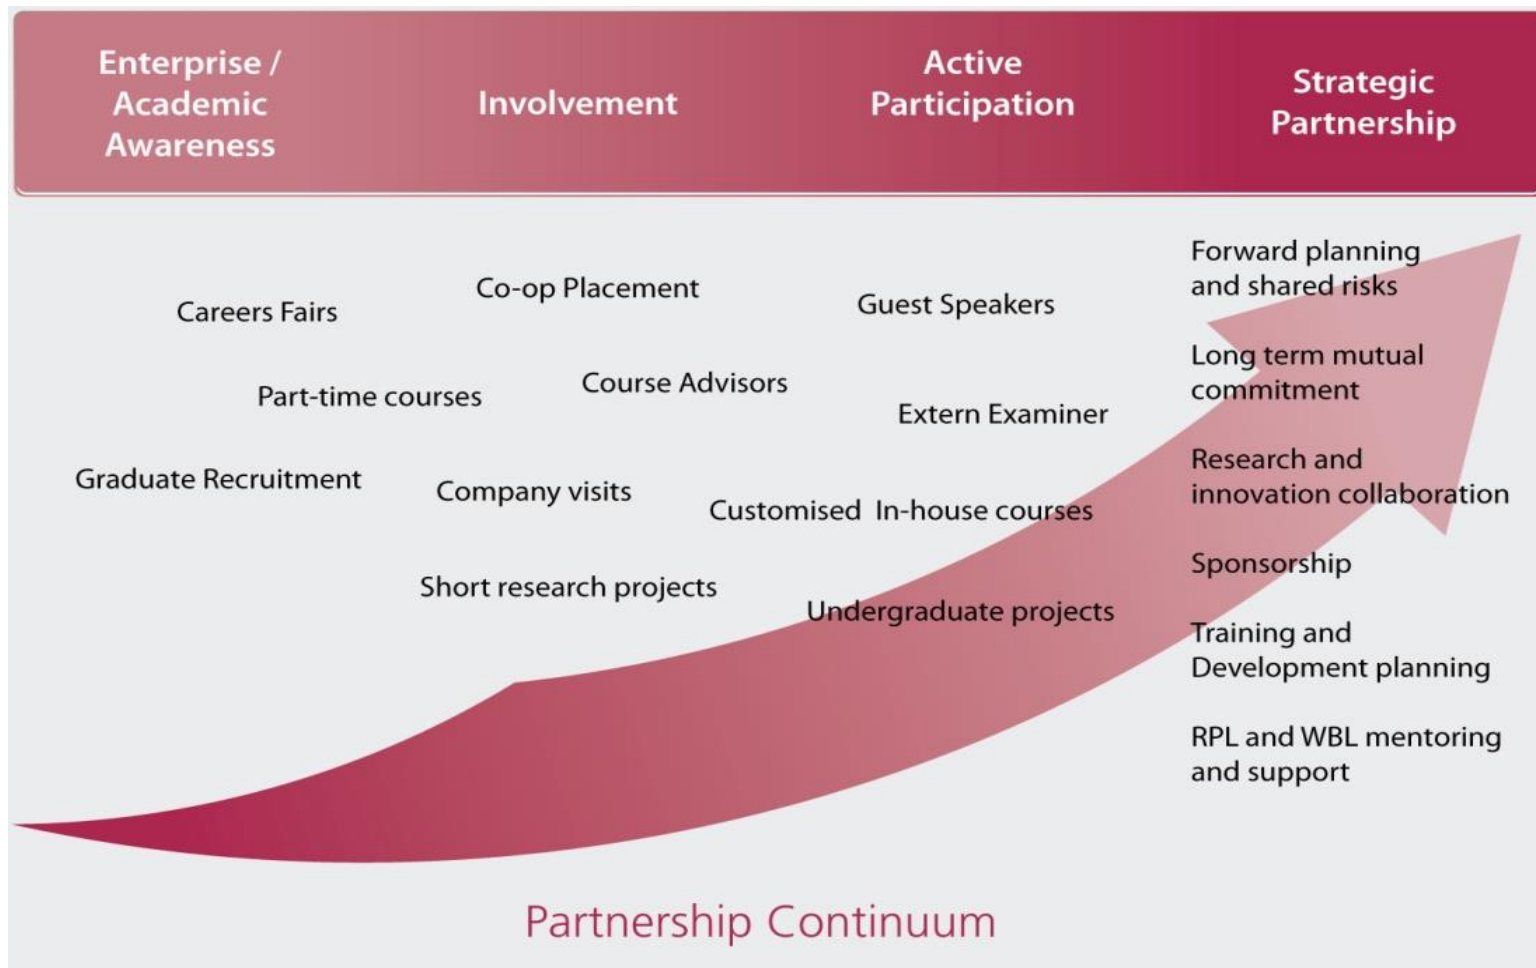 Enterprise /
Academic
Awareness
Involvement
Active
Participation
Strategic
Partnership
Careers Fairs
Part-time courses
Graduate Recruitment
Co-op Placement
Course Advisors
Company visits
Short research projects
Guest Speakers
Extern Examiner
Customised In-house courses
Undergraduate projects
Forward planning
and shared risks
Long term mutual
commitment
Research and
innovation collaboration
Sponsorship
Training and
Development planning
RPL and WBL mentoring
and support
Partnership Continuum